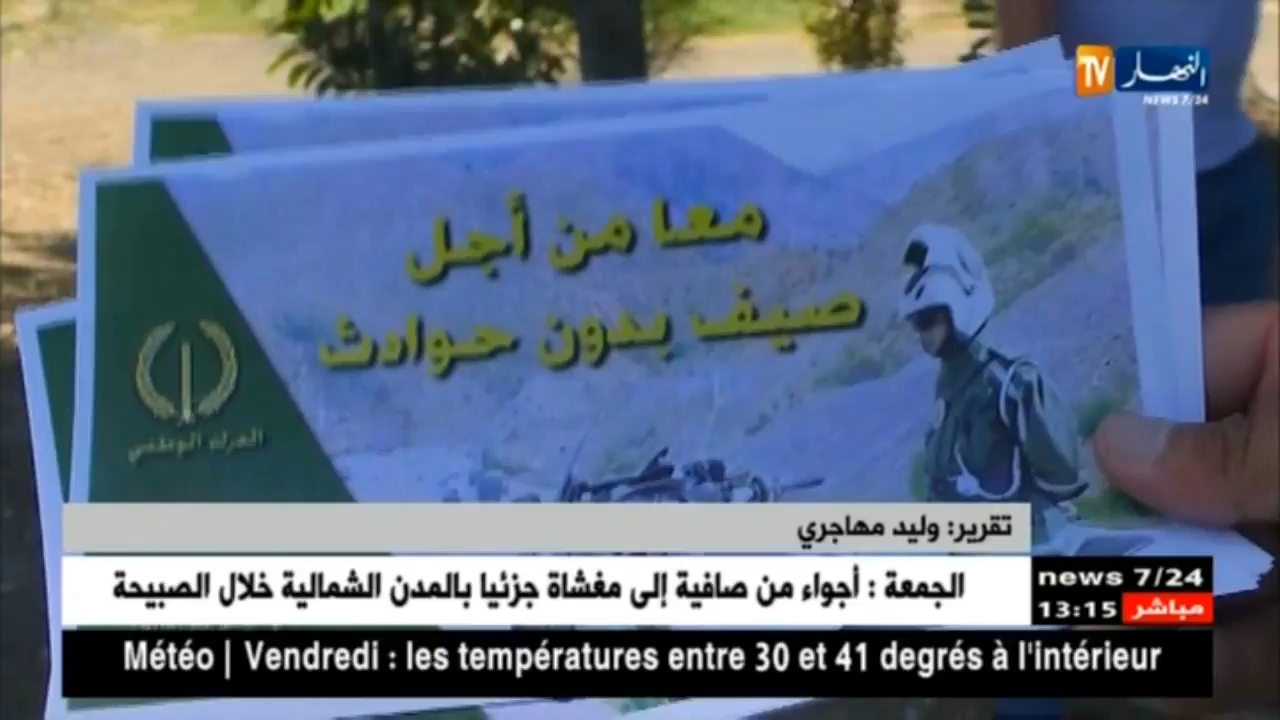 TV النهار
NEWS 7/24
معا من أجل
صيف بدون حوادث
الدرك الوطني
تقرير: وليد مهاجري
الجمعة : أجواء من صافية إلى مغشاة جزئيا بالمدن الشمالية خلال الصبيحة
news 7/24
13:15 مباشر
Météo | Vendredi : les températures entre 30 et 41 degrés à l'intérieur